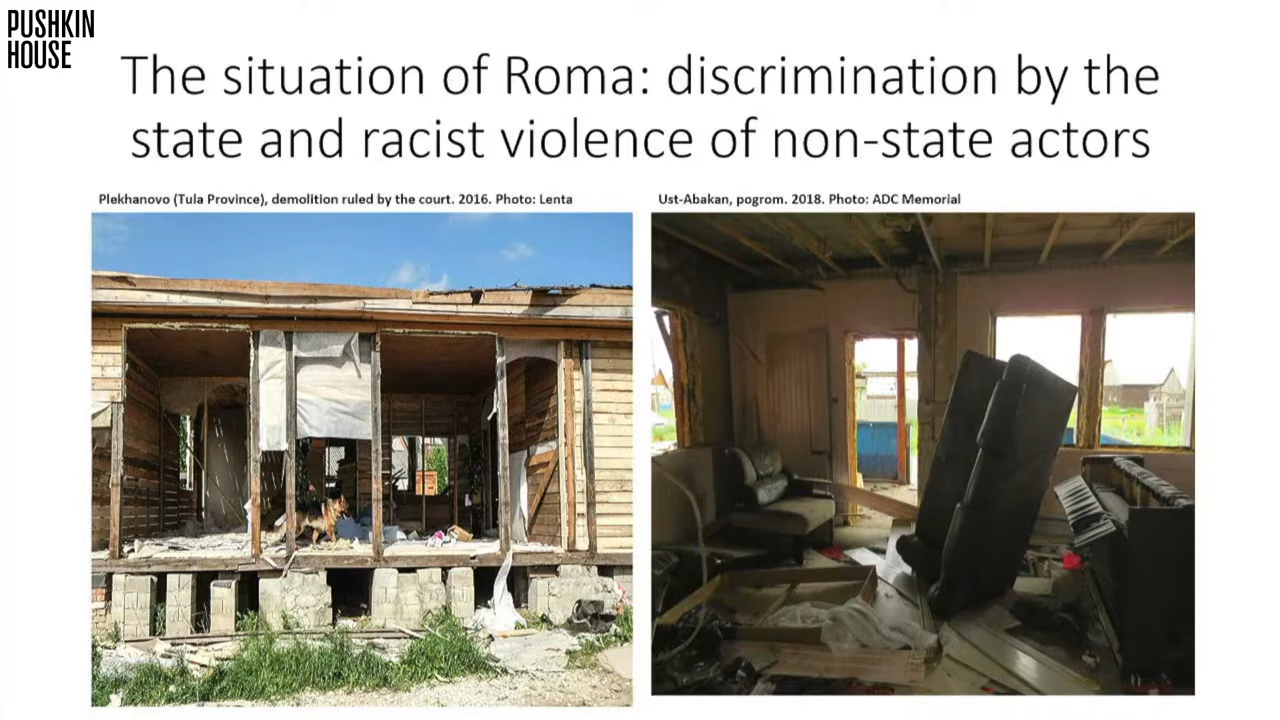 PUSHKIN
HOUSE
The situation of Roma: discrimination by the
state and racist violence of non-state actors
Plekhanovo (Tula Province), demolition ruled by the court. 2016. Photo: Lenta
Ust-Abakan, pogrom. 2018. Photo: ADC Memorial